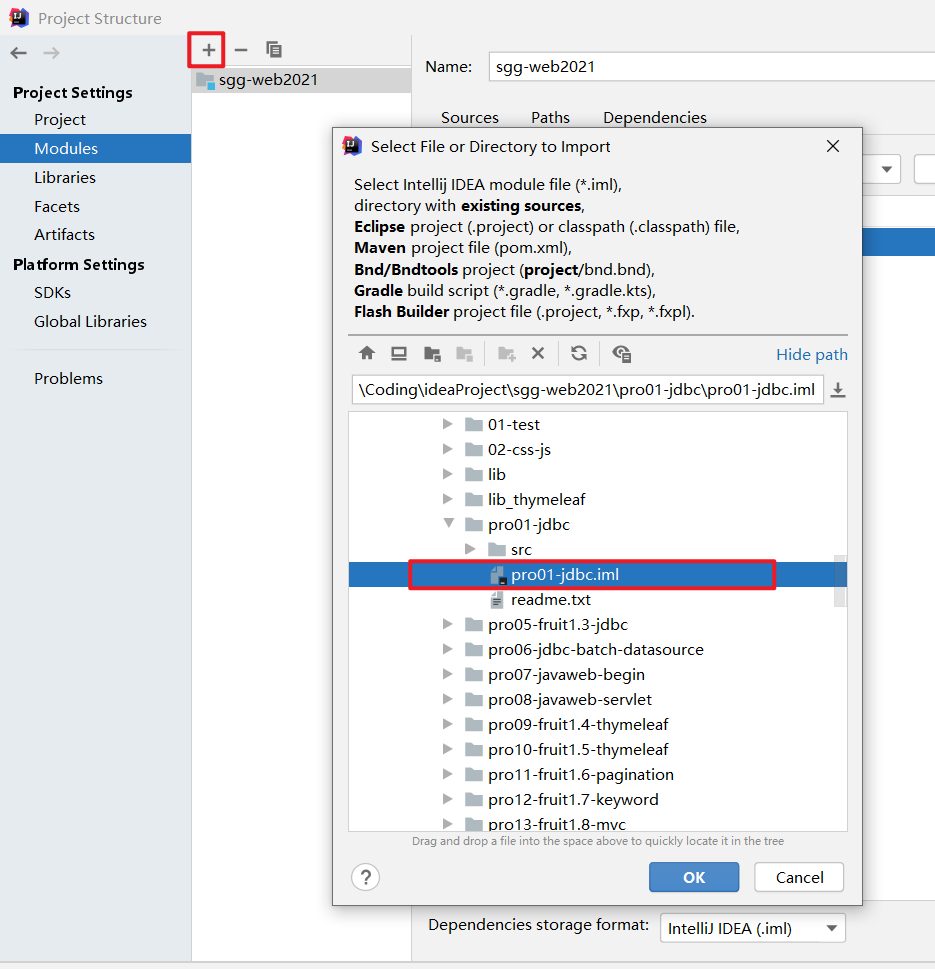 Project Structure
Project Settings
Project
Modules
Libraries
Facets
Artifacts
Platform Settings
SDKs
Global Libraries
Problems
sgg-web2021
Name:
sgg-web2021
Sources
Paths
Dependencies
Select File or Directory to Import
Select Intellij IDEA module file (*.iml),
directory with existing sources,
Eclipse project (.project) or classpath (.classpath) file,
Maven project file (pom.xml),
Bnd/Bndtools project (project/bnd.bnd),
Gradle build script (*.gradle, *.gradle.kts),
Flash Builder project file (.project, *.fxp, *.fxpl).
Hide path
\Coding\ideaProject\sgg-web2021\pro01-jdbc\pro01-jdbc.iml
01-test
02-css-js
lib
lib_thymeleaf
pro01-jdbc
src
pro01-jdbc.iml
readme.txt
pro05-fruit1.3-jdbc
pro06-jdbc-batch-datasource
pro07-javaweb-begin
pro08-javaweb-servlet
pro09-fruit1.4-thymeleaf
pro10-fruit1.5-thymeleaf
pro11-fruit1.6-pagination
pro12-fruit1.7-keyword
pro13-fruit1.8-mvc
Drag and drop a file into the space above to quickly locate it in the tree
?
OK
Cancel
Dependencies storage format:
IntelliJ IDEA (.iml)